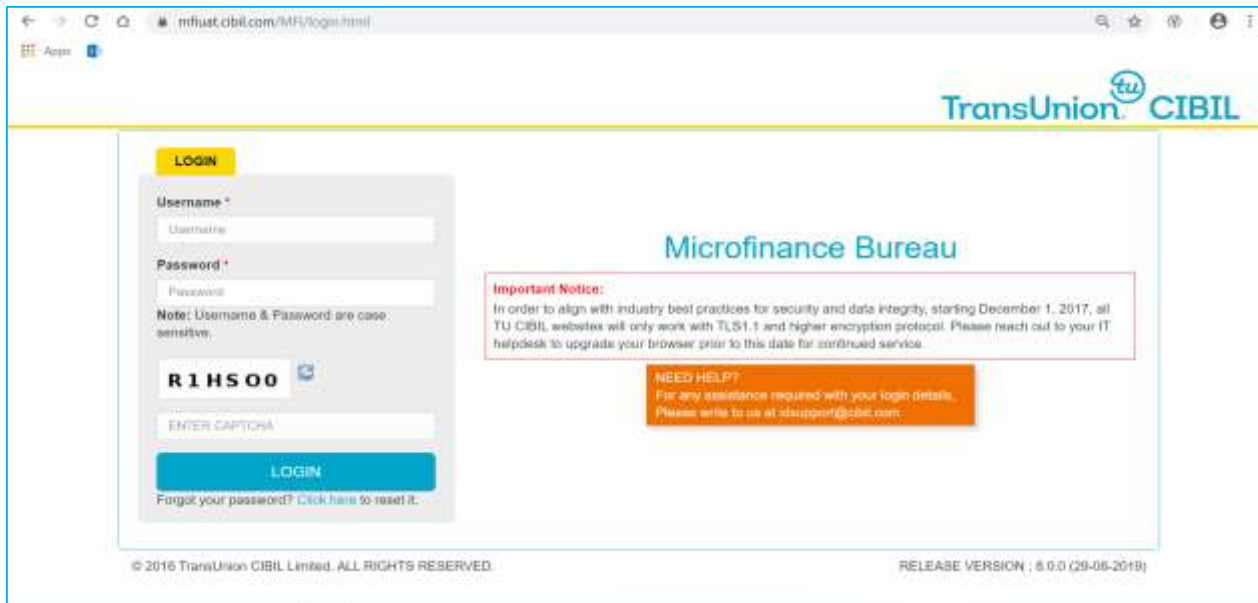 mfiuat.cibil.com/MFI/login.html
Apps
tu
TransUnion. CIBIL
LOGIN
Username *
Username
Password *
Password
Note: Username & Password are case
sensitive.
R1HSO0
ENTER CAPTCHA
LOGIN
Forgot your password? Click here to reset it.
Microfinance Bureau
Important Notice:
In order to align with industry best practices for security and data integrity, starting December 1, 2017, all
TU CIBIL websites will only work with TLS1.1 and higher encryption protocol. Please reach out to your IT
helpdesk to upgrade your browser prior to this date for continued service.
NEED HELP?
For any assistance required with your login details,
Please write to us at idsupport@cibil.com
© 2016 TransUnion CIBIL Limited. ALL RIGHTS RESERVED.
RELEASE VERSION : 8.0.0 (29-08-2019)